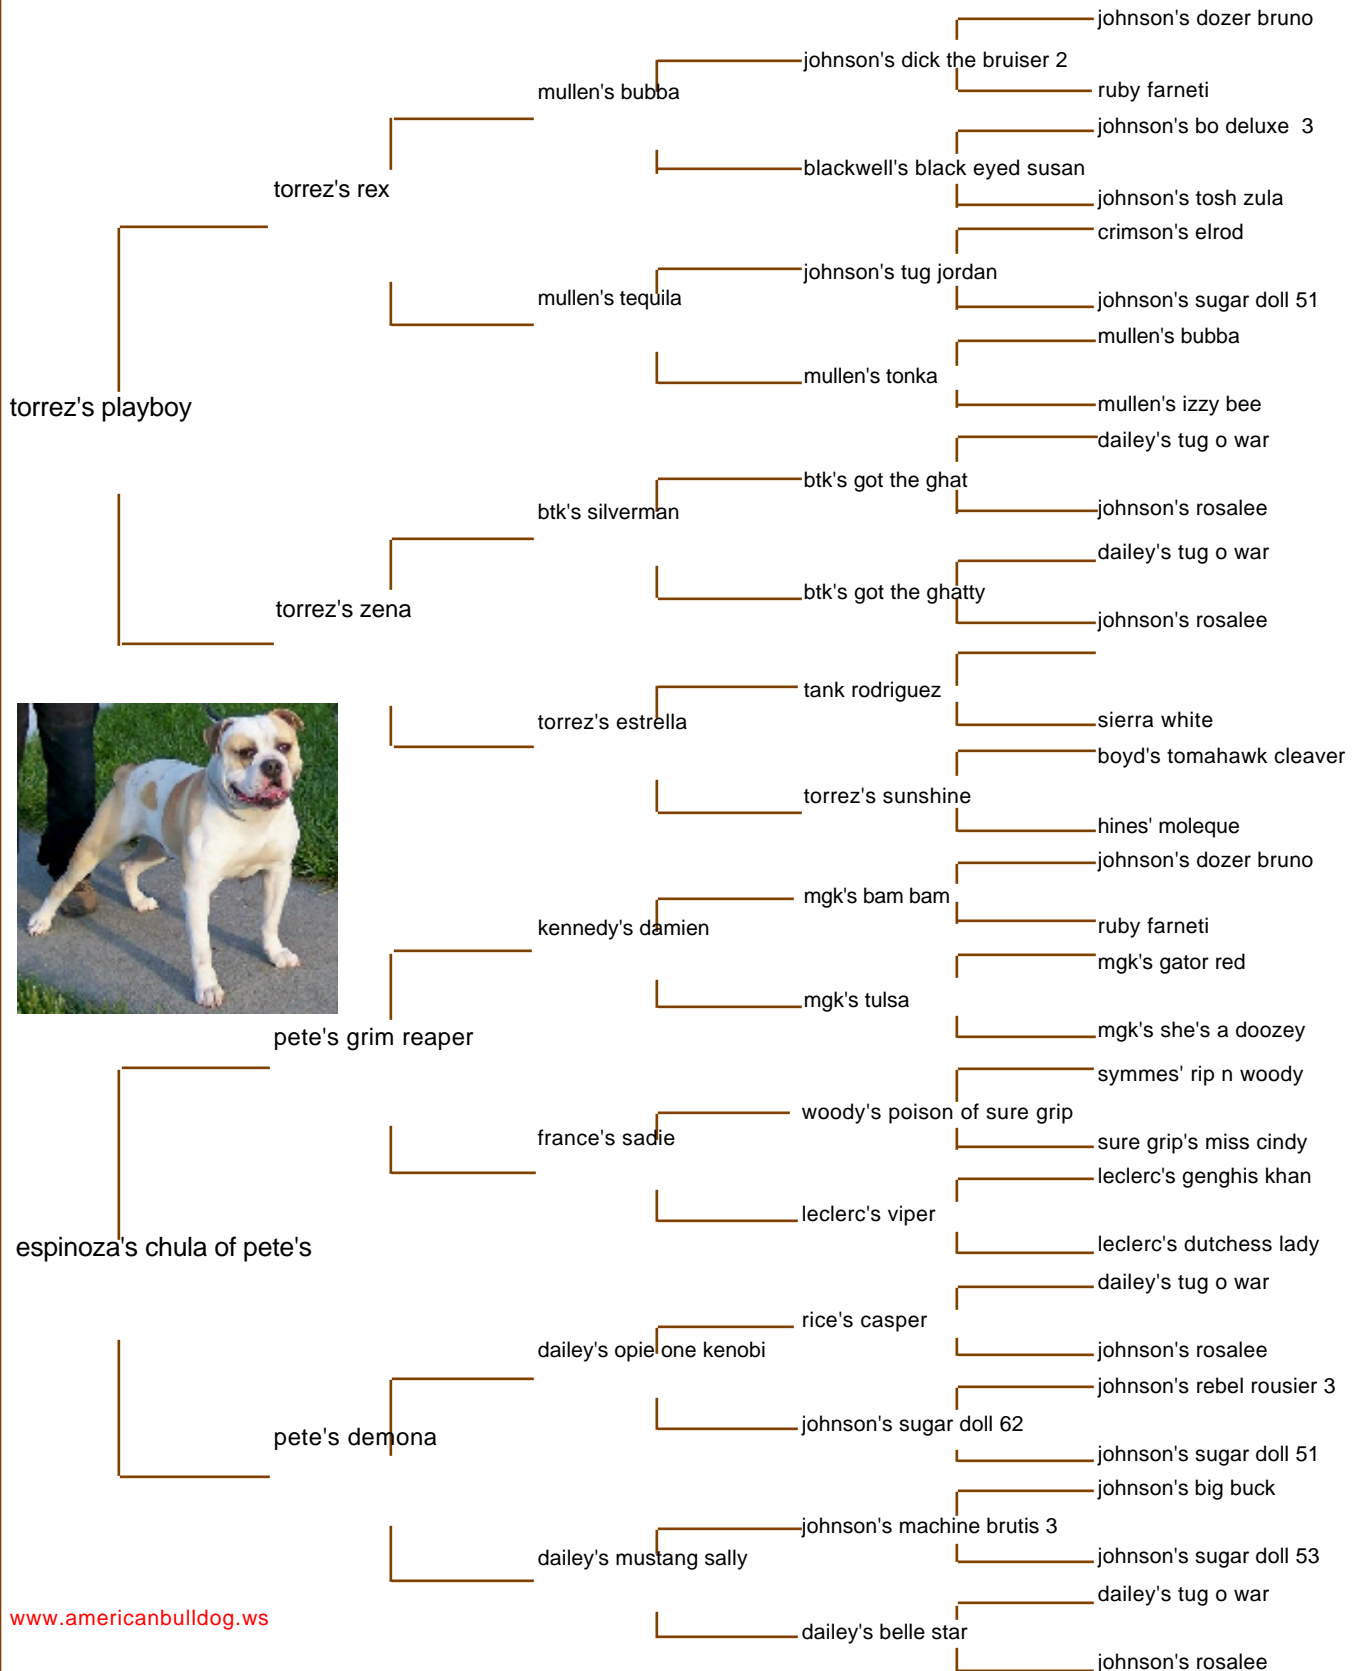 johnson's dozer bruno
johnson's dick the bruiser 2
mullen's bubba
ruby farneti
johnson's bo deluxe  3
blackwell's black eyed susan
torrez's rex
johnson's tosh zula
crimson's elrod
johnson's tug jordan
mullen's tequila
johnson's sugar doll 51
mullen's bubba
mullen's tonka
torrez's playboy
mullen's izzy bee
dailey's tug o war
btk's got the ghat
btk's silverman
johnson's rosalee
dailey's tug o war
btk's got the ghatty
torrez's zena
johnson's rosalee
tank rodriguez
torrez's estrella
sierra white
boyd's tomahawk cleaver
torrez's sunshine
hines' moleque
johnson's dozer bruno
mgk's bam bam
kennedy's damien
ruby farneti
mgk's gator red
mgk's tulsa
pete's grim reaper
mgk's she's a doozey
symmes' rip n woody
woody's poison of sure grip
france's sadie
sure grip's miss cindy
leclerc's genghis khan
leclerc's viper
espinoza's chula of pete's
leclerc's dutchess lady
dailey's tug o war
rice's casper
dailey's opie one kenobi
johnson's rosalee
johnson's rebel rousier 3
johnson's sugar doll 62
pete's demona
johnson's sugar doll 51
johnson's big buck
johnson's machine brutis 3
dailey's mustang sally
johnson's sugar doll 53
dailey's tug o war
www.americanbulldog.ws
dailey's belle star
johnson's rosalee